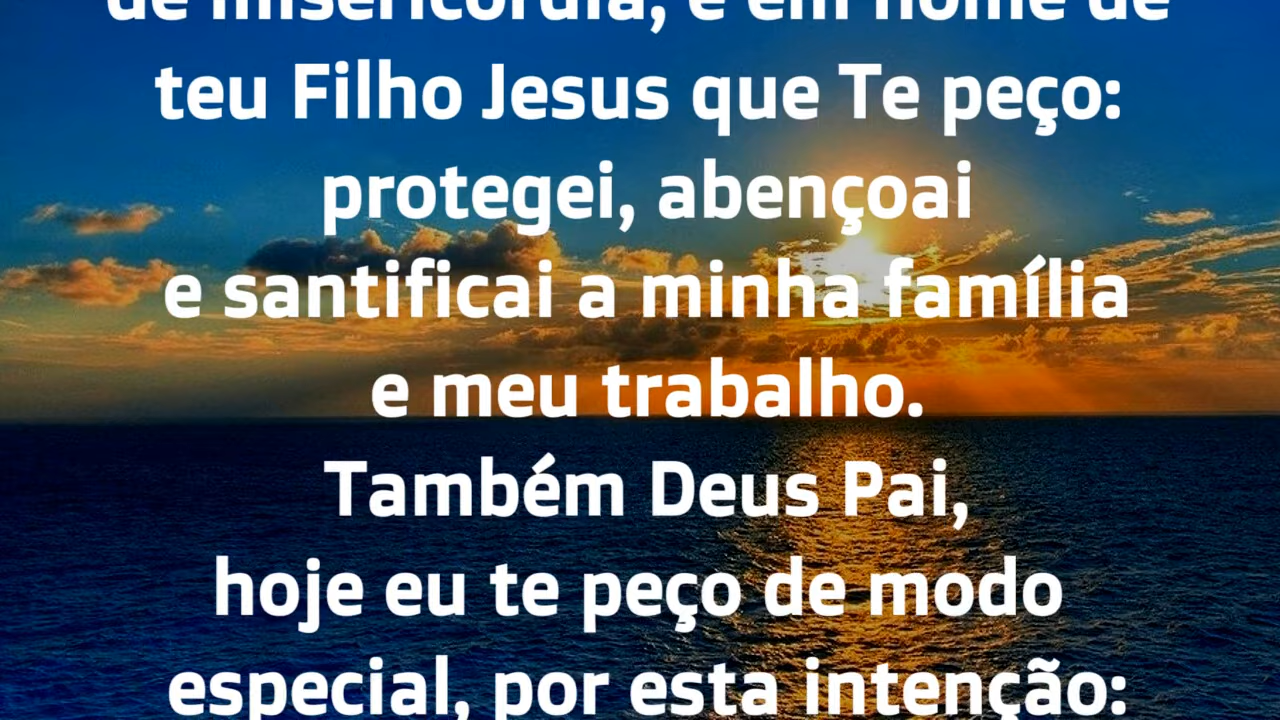 de misericórdia, é em nome de
teu Filho Jesus que Te peço:
protegei, abençoai
e santificai a minha família
e meu trabalho.
Também Deus Pai,
hoje eu te peço de modo
especial, por esta intenção: